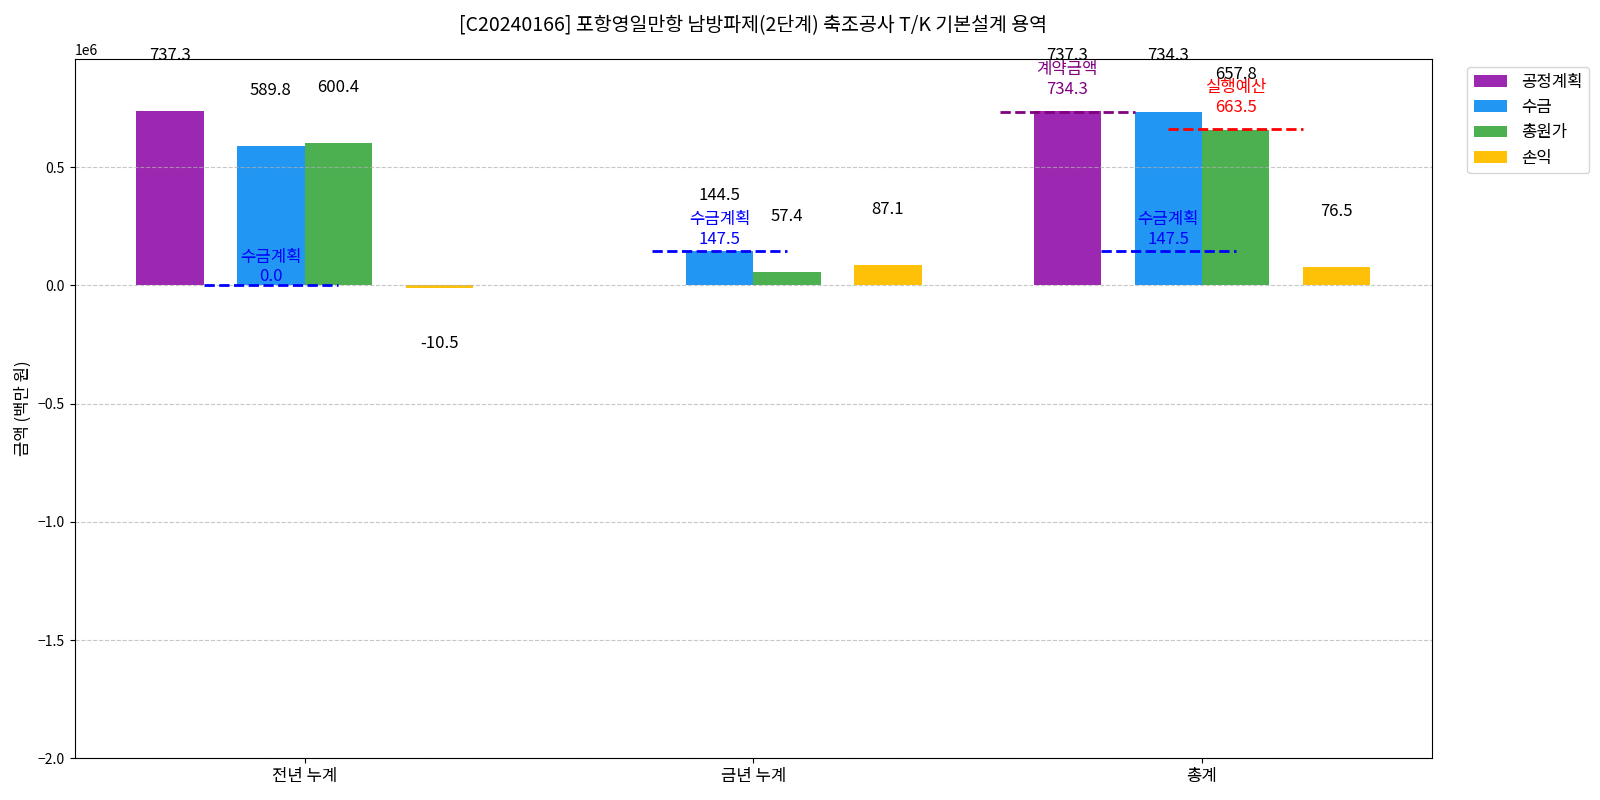 [C20240166] 포항영일만항 남방파제(2단계) 축조공사 T/K 기본설계 용역
1e6
737.3
589.8
600.4
수금계획
0.0
-10.5
144.5
수금계획
147.5
57.4
87.1
737.3
계약금액
734.3
734.3
657.8
실행예산
663.5
수금계획
147.5
76.5
공정계획
수금
총원가
손익
금액 (백만 원)
0.5
0.0
−0.5
−1.0
−1.5
−2.0
전년 누계
금년 누계
총계